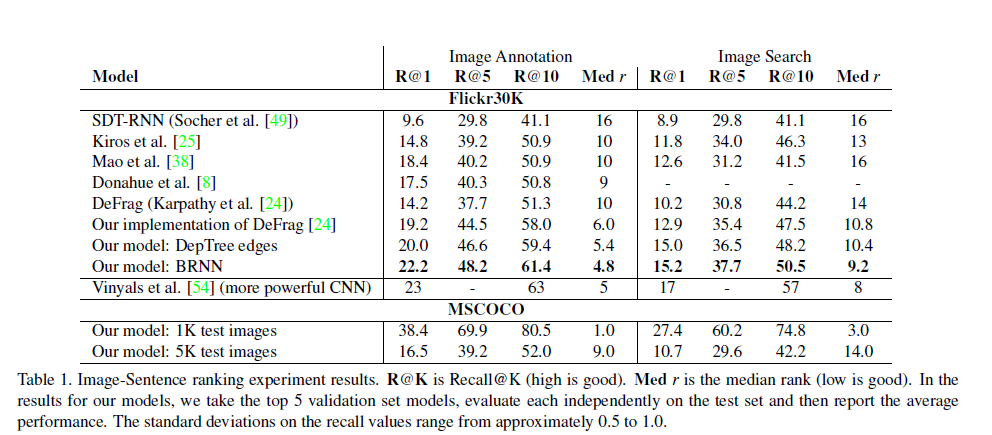 Image Annotation Image Search
Model R@1 R@5 R@10 Med r R@1 R@5 R@10 Med r
Flickr30K
SDT-RNN (Socher et al. [49]) 9.6 29.8 41.1 16 8.9 29.8 41.1 16
Kiros et al. [25] 14.8 39.2 50.9 10 11.8 34.0 46.3 13
Mao et al. [38] 18.4 40.2 50.9 10 12.6 31.2 41.5 16
Donahue et al. [8] 17.5 40.3 50.8 9 - - - -
DeFrag (Karpathy et al. [24]) 14.2 37.7 51.3 10 10.2 30.8 44.2 14
Our implementation of DeFrag [24] 19.2 44.5 58.0 6.0 12.9 35.4 47.5 10.8
Our model: DepTree edges 20.0 46.6 59.4 5.4 15.0 36.5 48.2 10.4
Our model: BRNN 22.2 48.2 61.4 4.8 15.2 37.7 50.5 9.2
Vinyals et al. [54] (more powerful CNN) 23 - 63 5 17 - 57 8
MSCOCO
Our model: 1K test images 38.4 69.9 80.5 1.0 27.4 60.2 74.8 3.0
Our model: 5K test images 16.5 39.2 52.0 9.0 10.7 29.6 42.2 14.0
Table 1. Image-Sentence ranking experiment results. R@K is Recall@K (high is good). Med r is the median rank (low is good). In the
results for our models, we take the top 5 validation set models, evaluate each independently on the test set and then report the average
performance. The standard deviations on the recall values range from approximately 0.5 to 1.0.